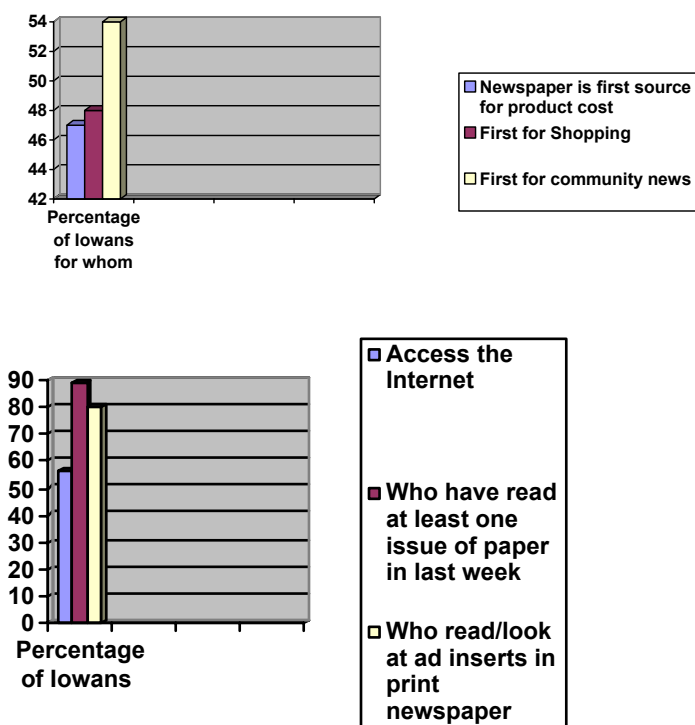 54
52
50
48
46
44
42
Percentage
of Iowans
for whom
Newspaper is first source
for product cost
First for Shopping
First for community news
90
80
70
60
50
40
30
20
10
0
Percentage
of Iowans
Access the
Internet
Who have read
at least one
issue of paper
in last week
Who read/look
at ad inserts in
print
newspaper